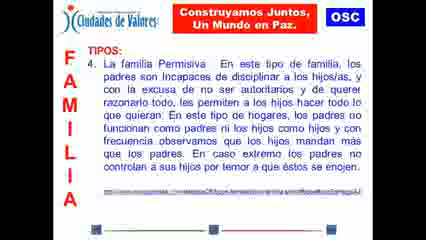 Ciudades de Valores
Construyamos Juntos,
Un Mundo en Paz.
OSC
FAMILIA
TIPOS:
4. La familia Permisiva En este tipo de familia, los
padres son Incapaces de disciplinar a los hijos/as, y
con la excusa de no ser autoritarios y de querer
razonarlo todo, les permiten a los hijos hacer todo lo
que quieran. En este tipo de hogares, los padres no
funcionan como padres ni los hijos como hijos y con
frecuencia observamos que los hijos mandan más
que los padres. En caso extremo los padres no
controlan a sus hijos por temor a que éstos se enojen.